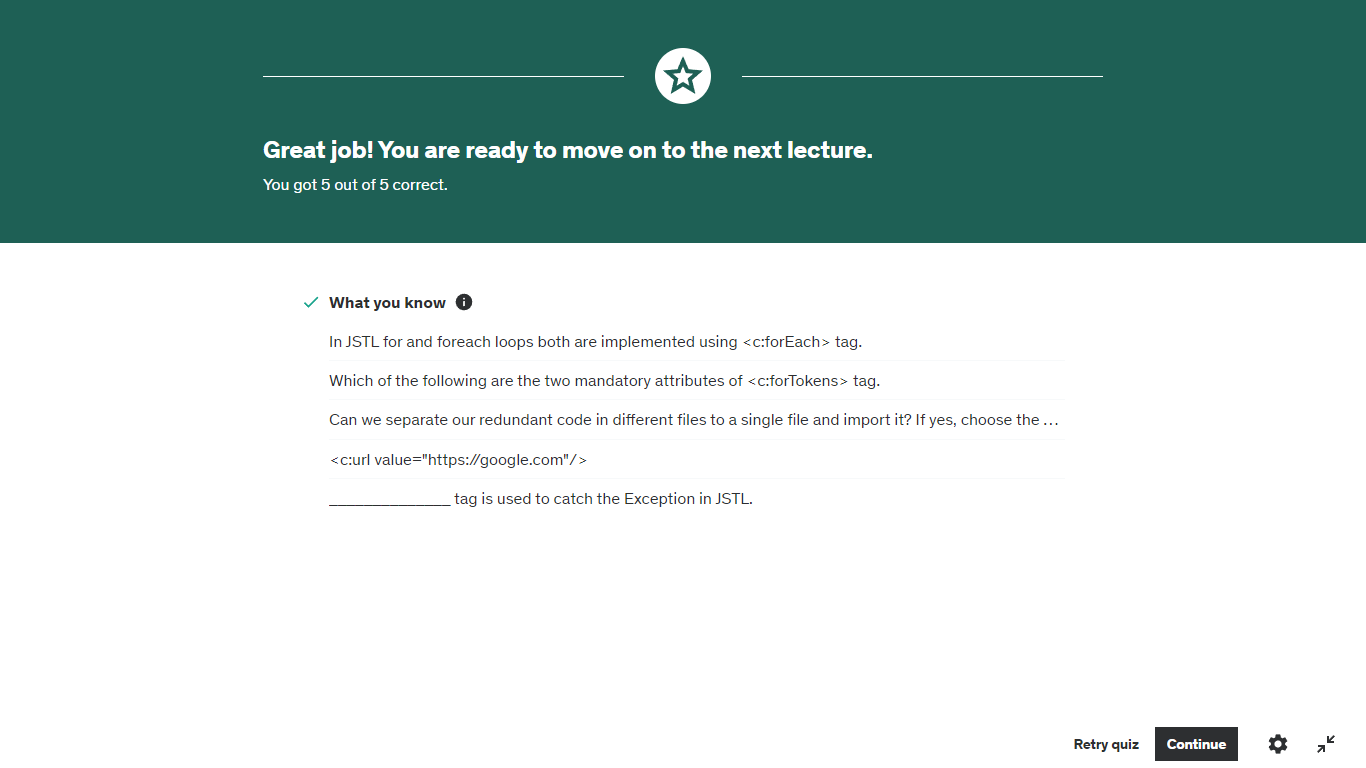 Great job! You are ready to move on to the next lecture.
You got 5 out of 5 correct.
What you know
In JSTL for and foreach loops both are implemented using <c:forEach> tag.
Which of the following are the two mandatory attributes of <c:forTokens> tag.
Can we separate our redundant code in different files to a single file and import it? If yes, choose the ...
<c:url value="https://google.com"/>
______________ tag is used to catch the Exception in JSTL.
Retry quiz
Continue